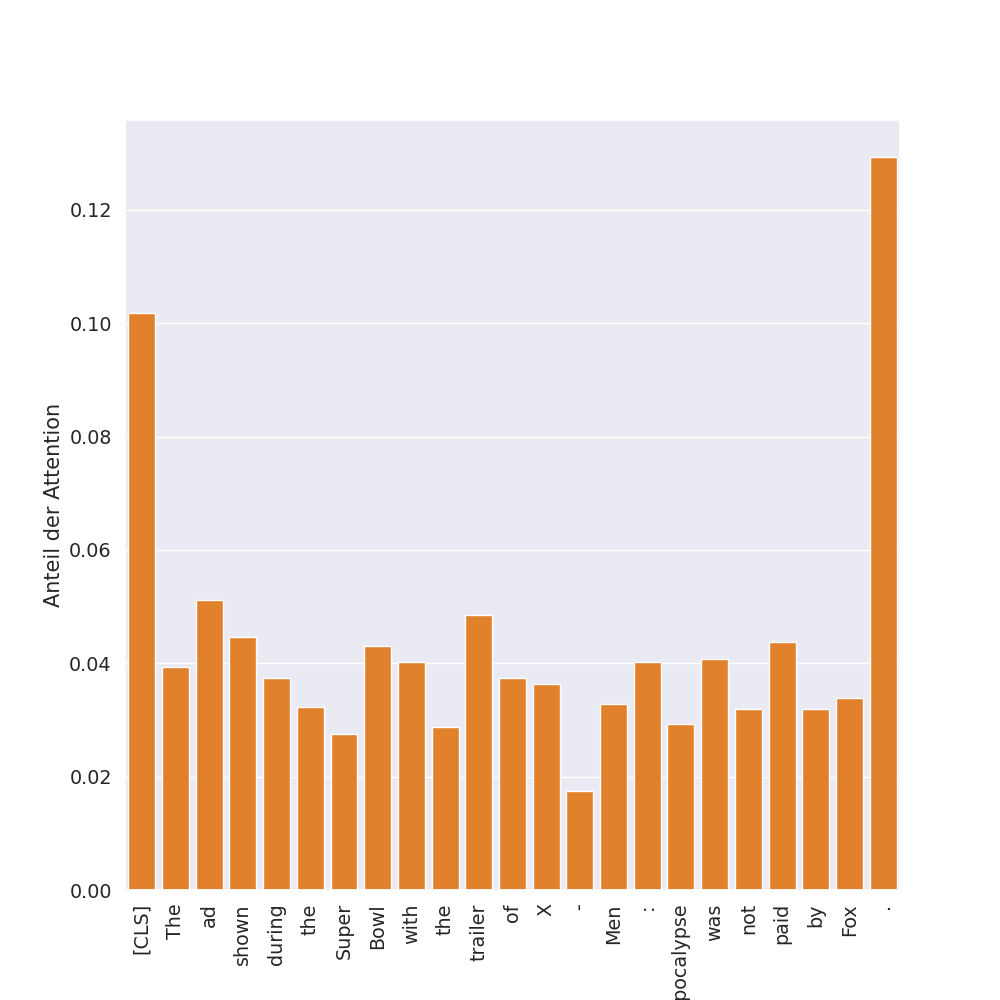 0.12
0.10
0.08
0.06
0.04
0.02
0.00
Anteil der Attention
[CLS]
The
ad
shown
during
the
Super
Bowl
with
the
trailer
of
X
-
Men
:
pocalypse
was
not
paid
by
Fox
.